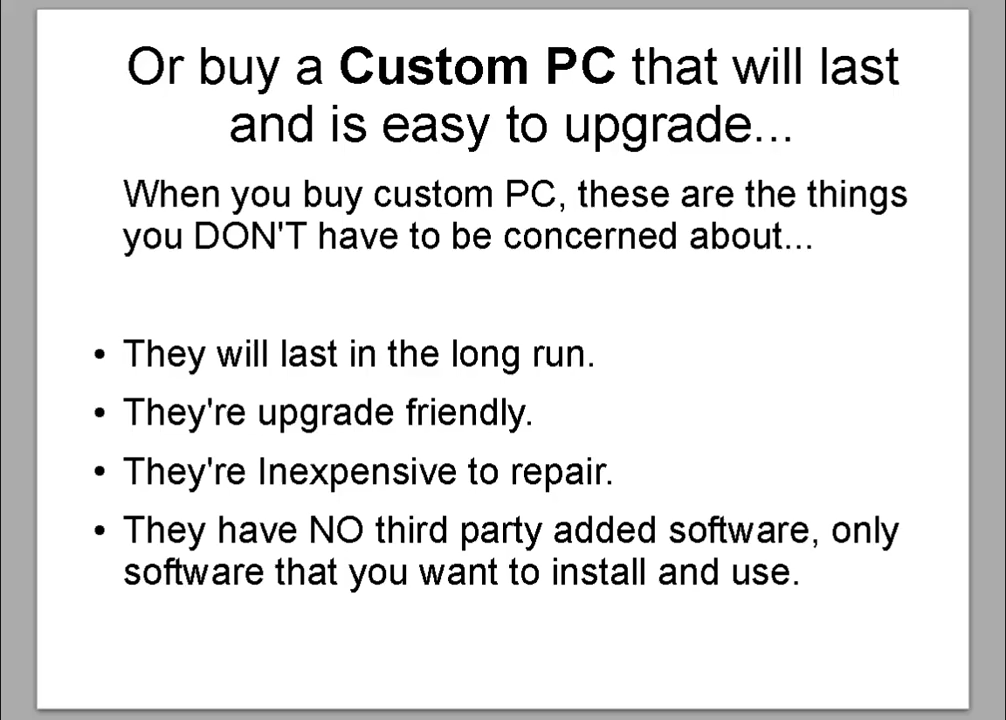 Or buy a Custom PC that will last
and is easy to upgrade...
When you buy custom PC, these are the things
you DON'T have to be concerned about...
• They will last in the long run.
• They're upgrade friendly.
• They're Inexpensive to repair.
• They have NO third party added software, only
software that you want to install and use.